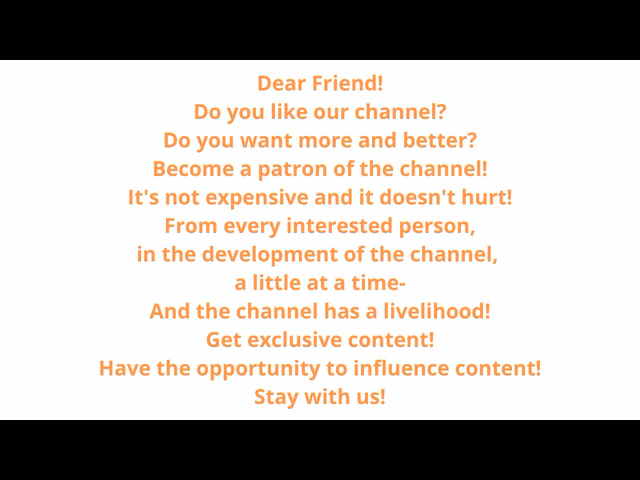 Dear Friend!
Do you like our channel?
Do you want more and better?
Become a patron of the channel!
It's not expensive and it doesn't hurt!
From every interested person,
in the development of the channel,
a little at a time-
And the channel has a livelihood!
Get exclusive content!
Have the opportunity to influence content!
Stay with us!